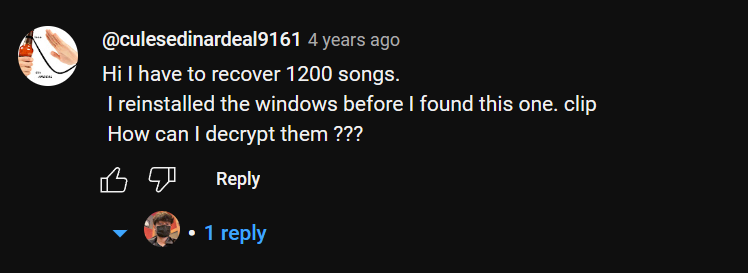 @culesedinardeal9161 4 years ago
Hi I have to recover 1200 songs.
I reinstalled the windows before I found this one. clip
How can I decrypt them ???
Reply
• 1 reply